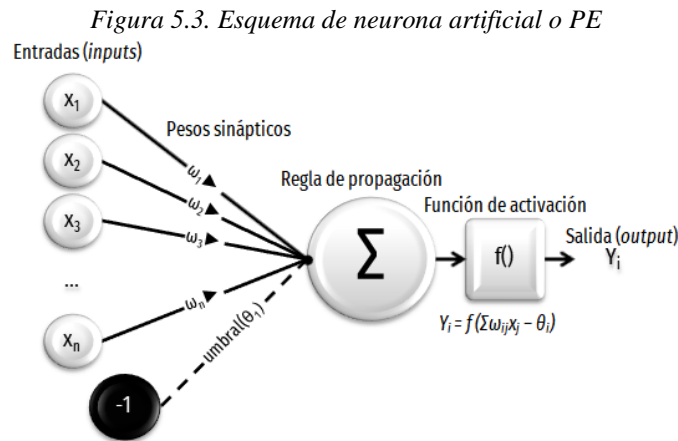 Figura 5.3. Esquema de neurona artificial o PE
Entradas (inputs)
X₁
Pesos sinápticos
X₂
ω₁
Regla de propagación
ω₂
X₃
Función de activación
ω₃
Salida (output)
Σ
f()
Yᵢ
...
ωₙ
Yᵢ = f (Σωᵢⱼxⱼ – θᵢ)
Xₙ
umbral(θ₁)
-1